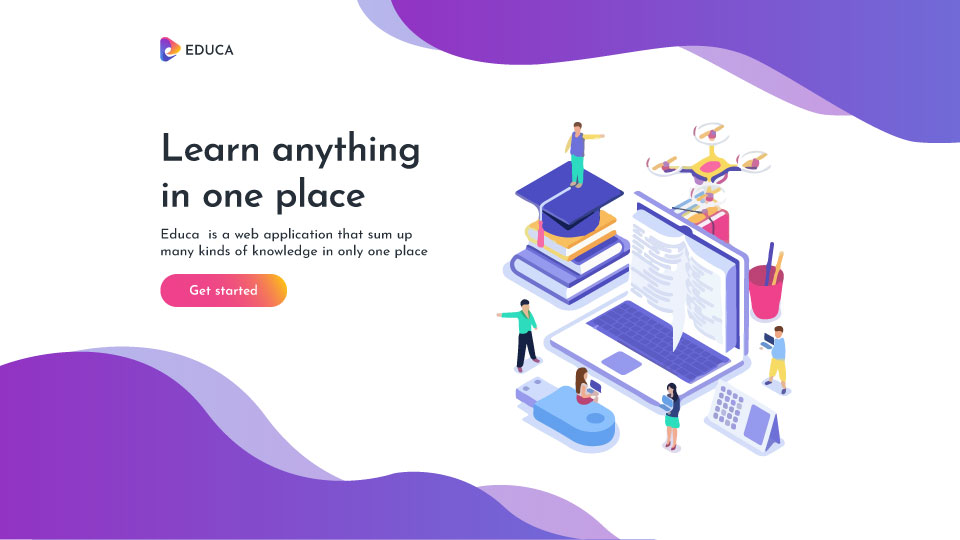 EDUCA
Learn anything
in one place
Educa is a web application that sum up
many kinds of knowledge in only one place
Get started